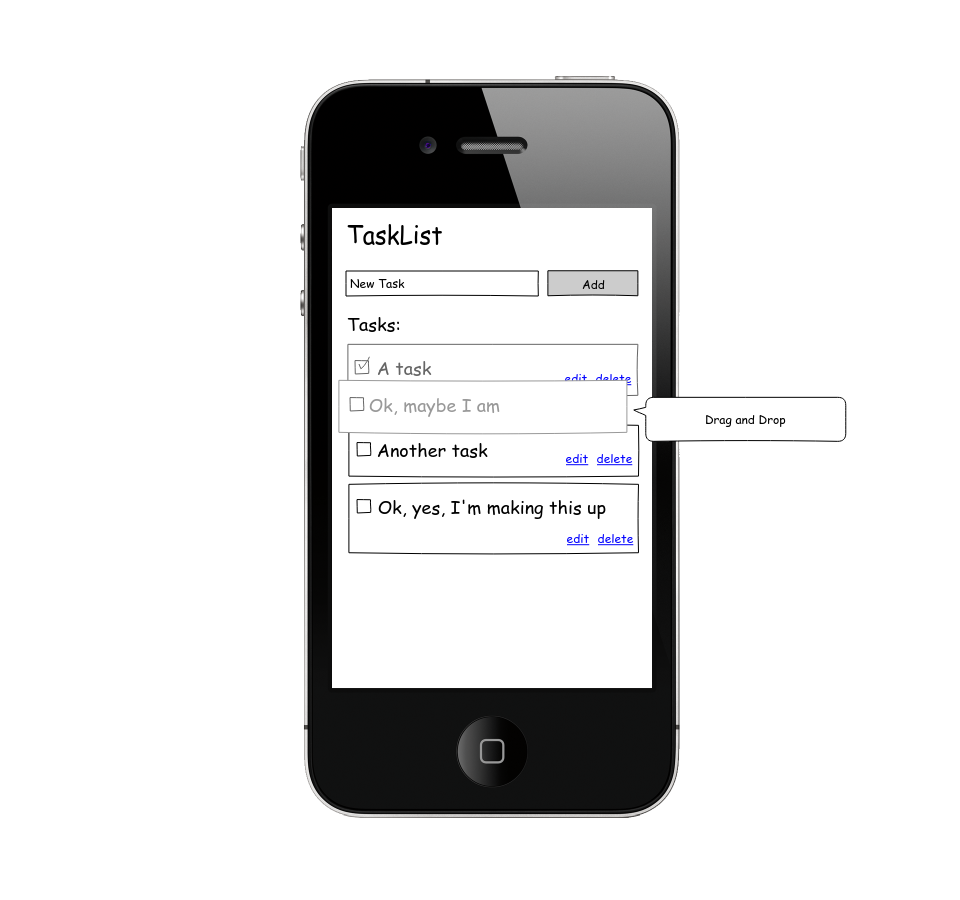 TaskList
New Task
Add
Tasks:
A task
edit delete
Ok, maybe I am
Drag and Drop
Another task
edit delete
Ok, yes, I'm making this up
edit delete